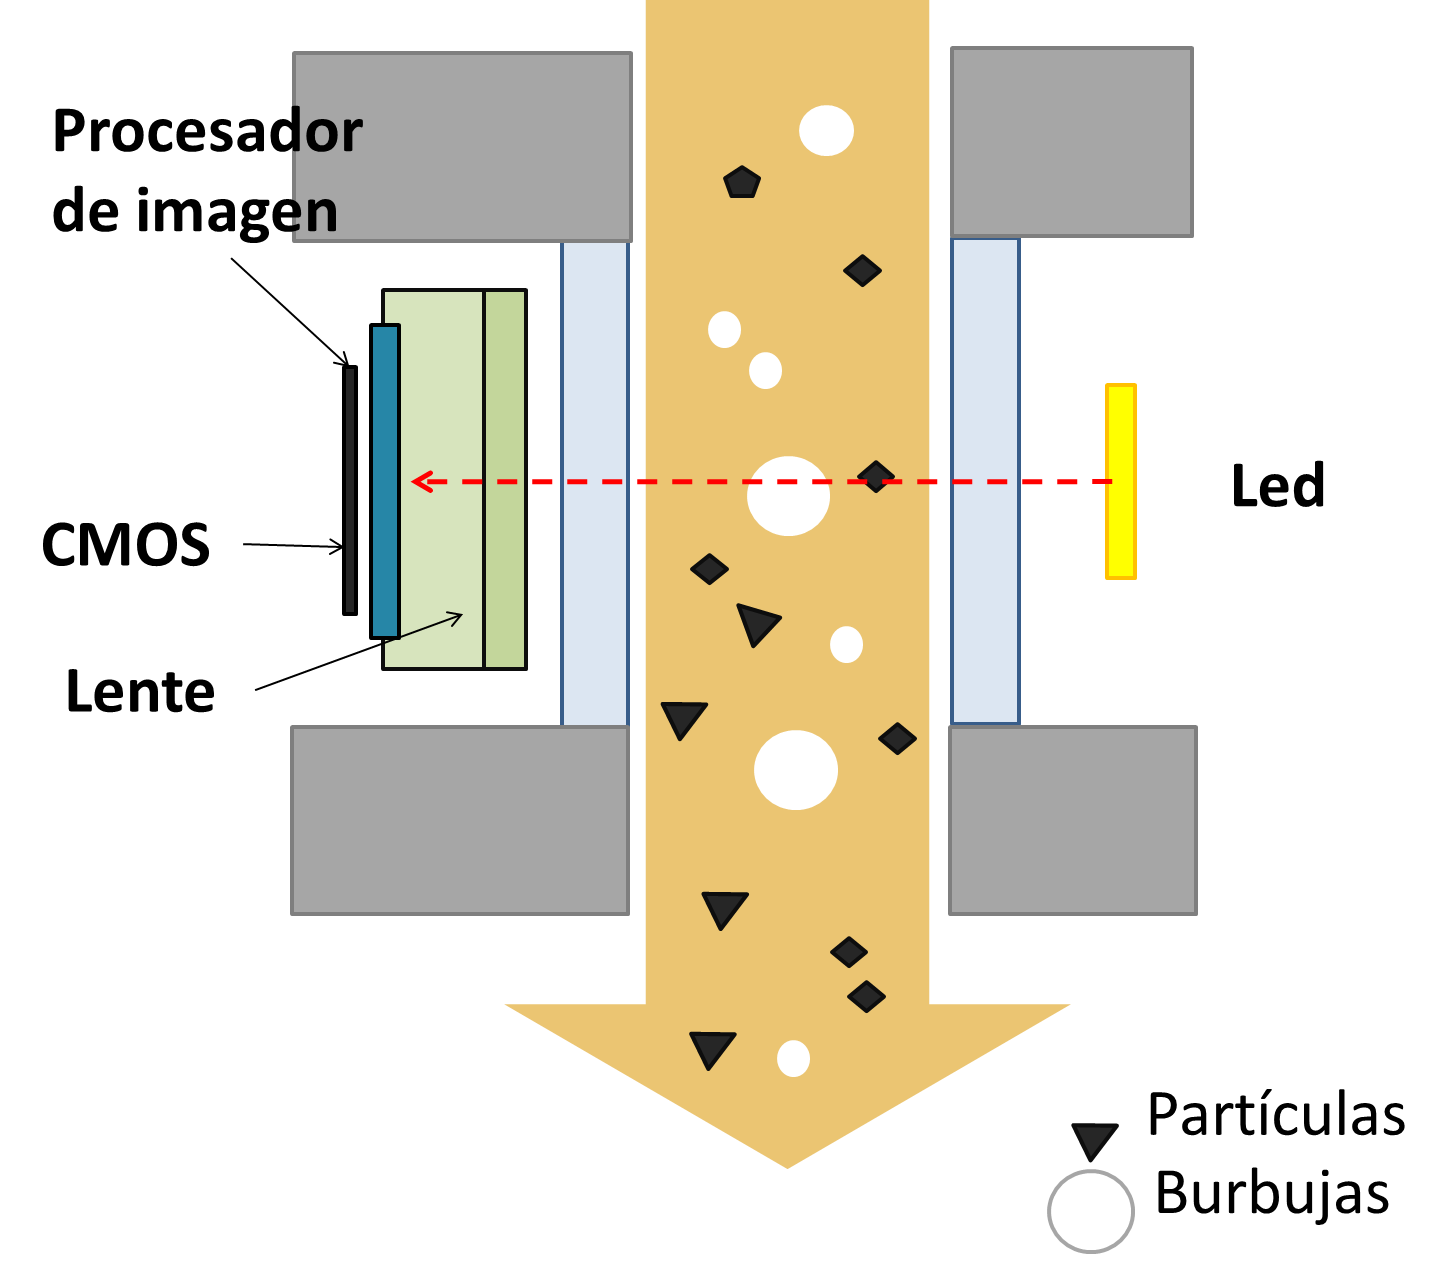 Procesador
de imagen
Led
CMOS
Lente
Partículas
Burbujas